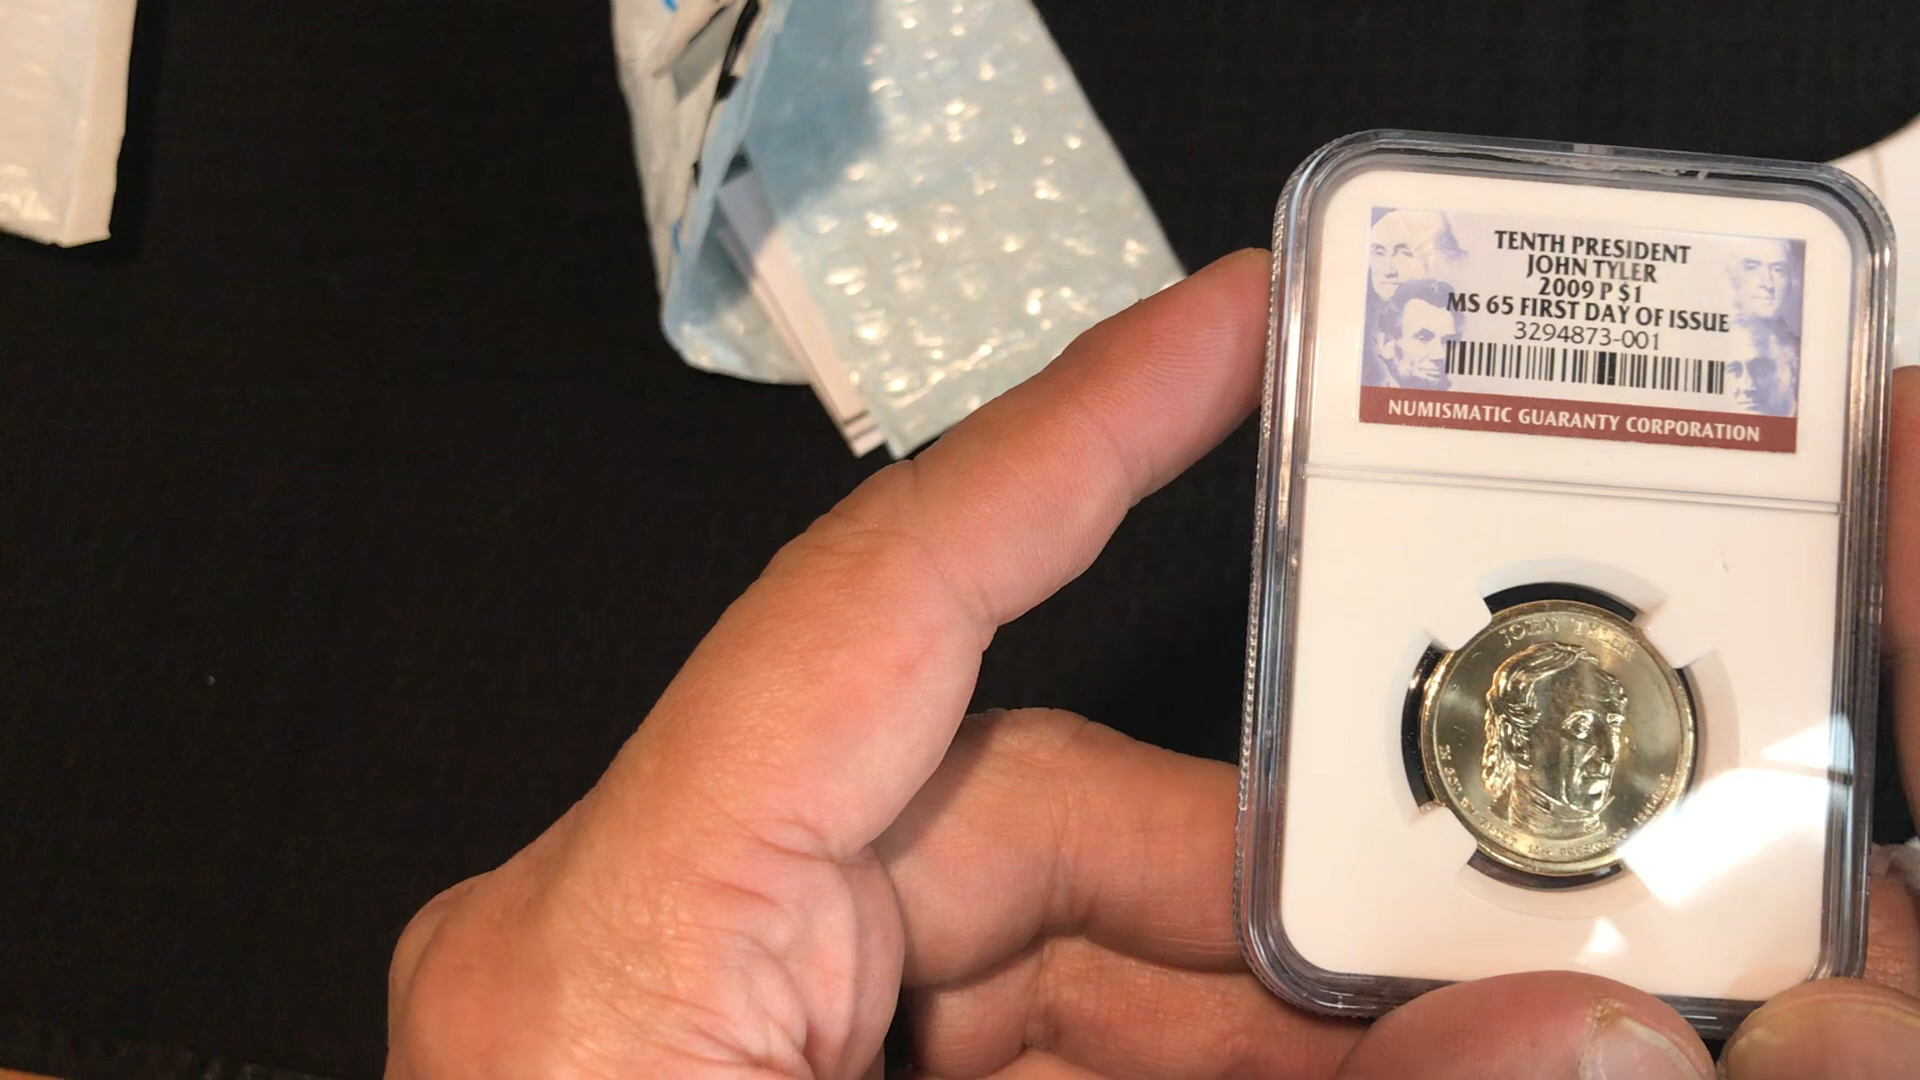 TENTH PRESIDENT
JOHN TYLER
2009 P $1
MS 65 FIRST DAY OF ISSUE
3294873-001
NUMISMATIC GUARANTY CORPORATION
JOHN TYLER